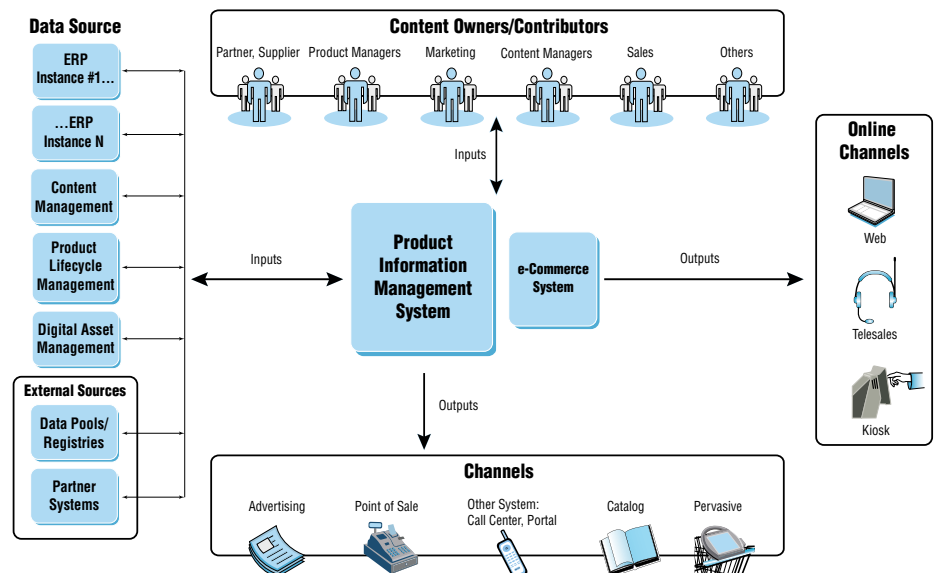 Data Source
ERP
Instance #1...
...ERP
Instance N
Content
Management
Product
Lifecycle
Management
Digital Asset
Management
External Sources
Data Pools/
Registries
Partner
Systems
Inputs
Content Owners/Contributors
Partner, Supplier
Product Managers
Marketing
Content Managers
Sales
Others
Inputs
Product
Information
Management
System
e-Commerce
System
Outputs
Outputs
Online
Channels
Web
Telesales
Kiosk
Channels
Advertising
Point of Sale
Other System:
Call Center, Portal
Catalog
Pervasive